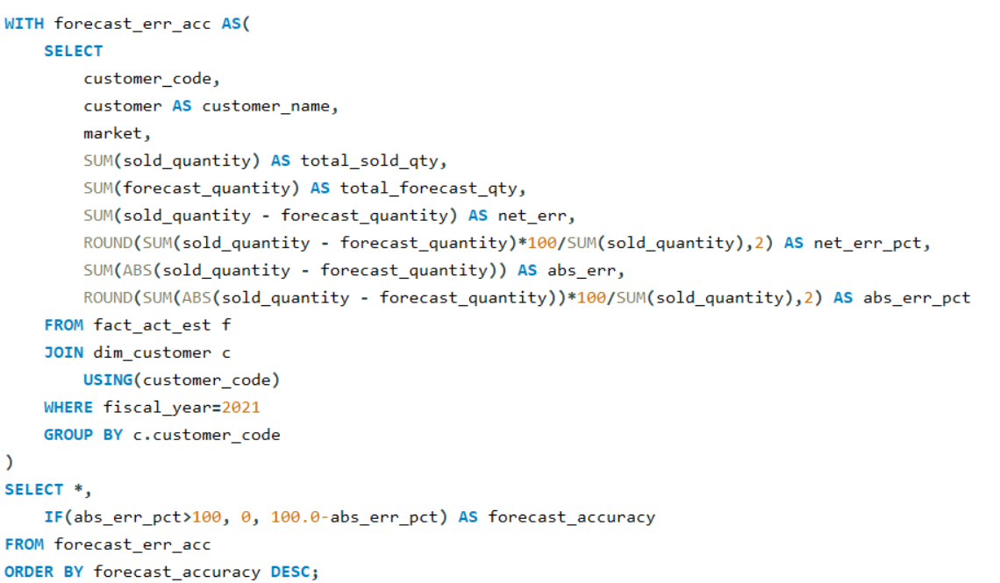 WITH forecast_err_acc AS(
    SELECT
        customer_code,
        customer AS customer_name,
        market,
        SUM(sold_quantity) AS total_sold_qty,
        SUM(forecast_quantity) AS total_forecast_qty,
        SUM(sold_quantity - forecast_quantity) AS net_err,
        ROUND(SUM(sold_quantity - forecast_quantity)*100/SUM(sold_quantity),2) AS net_err_pct,
        SUM(ABS(sold_quantity - forecast_quantity)) AS abs_err,
        ROUND(SUM(ABS(sold_quantity - forecast_quantity))*100/SUM(sold_quantity),2) AS abs_err_pct
    FROM fact_act_est f
    JOIN dim_customer c
        USING(customer_code)
    WHERE fiscal_year=2021
    GROUP BY c.customer_code
)
SELECT *,
    IF(abs_err_pct>100, 0, 100.0-abs_err_pct) AS forecast_accuracy
FROM forecast_err_acc
ORDER BY forecast_accuracy DESC;